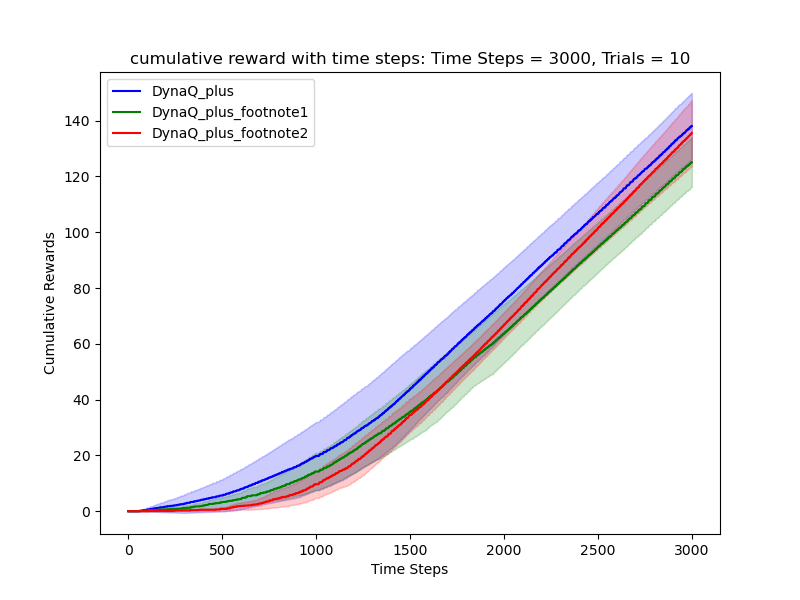 cumulative reward with time steps: Time Steps = 3000, Trials = 10
DynaQ_plus
DynaQ_plus_footnote1
DynaQ_plus_footnote2
Cumulative Rewards
140
120
100
80
60
40
20
0
0 500 1000 1500 2000 2500 3000
Time Steps